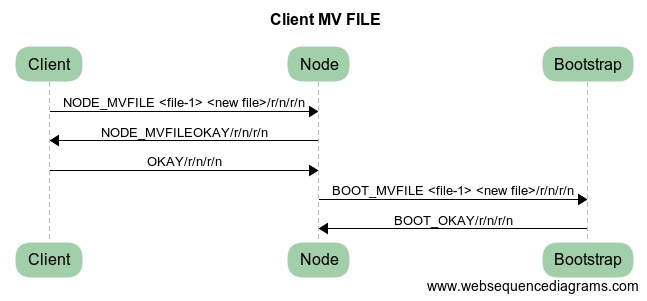 Client MV FILE
Client Node Bootstrap
NODE_MVFILE <file-1> <new file>/r/n/r/n
NODE_MVFILEOKAY/r/n/r/n
OKAY/r/n/r/n
BOOT_MVFILE <file-1> <new file>/r/n/r/n
BOOT_OKAY/r/n/r/n
Client Node Bootstrap
www.websequencediagrams.com